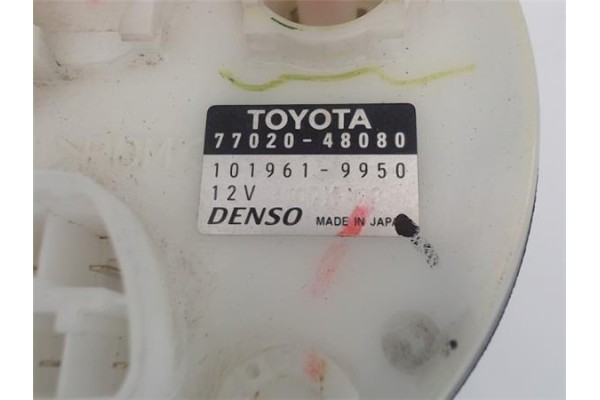 TOYOTA
77020-48080
101961-9950
12V
DENSO MADE IN JAPAN